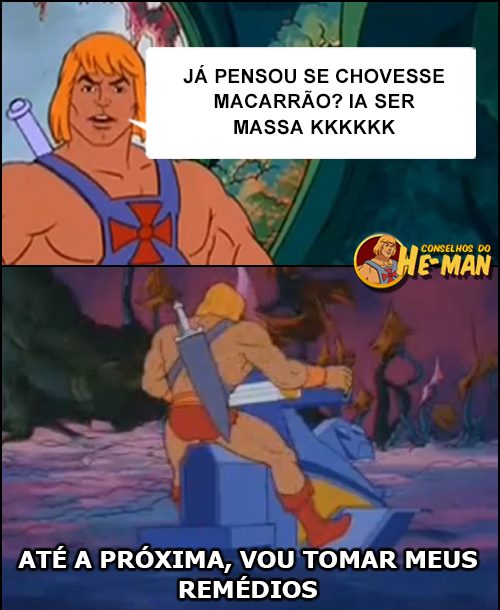 JÁ PENSOU SE CHOVESSE
MACARRÃO? IA SER
MASSA KKKKKK
CONSELHOS DO
HE-MAN
ATÉ A PRÓXIMA, VOU TOMAR MEUS
REMÉDIOS